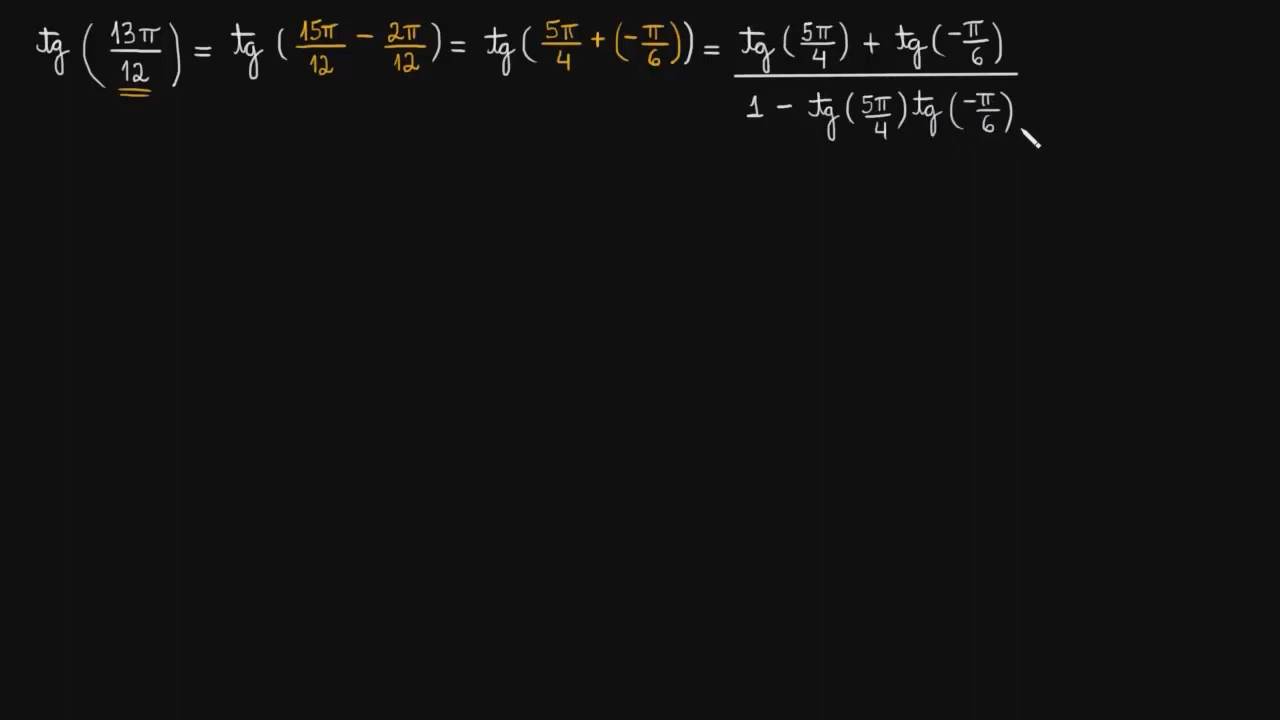 tg(13π/12) = tg(15π/12 - 2π/12) = tg(5π/4 + (-π/6)) = (tg(5π/4) + tg(-π/6))/(1 - tg(5π/4)tg(-π/6))